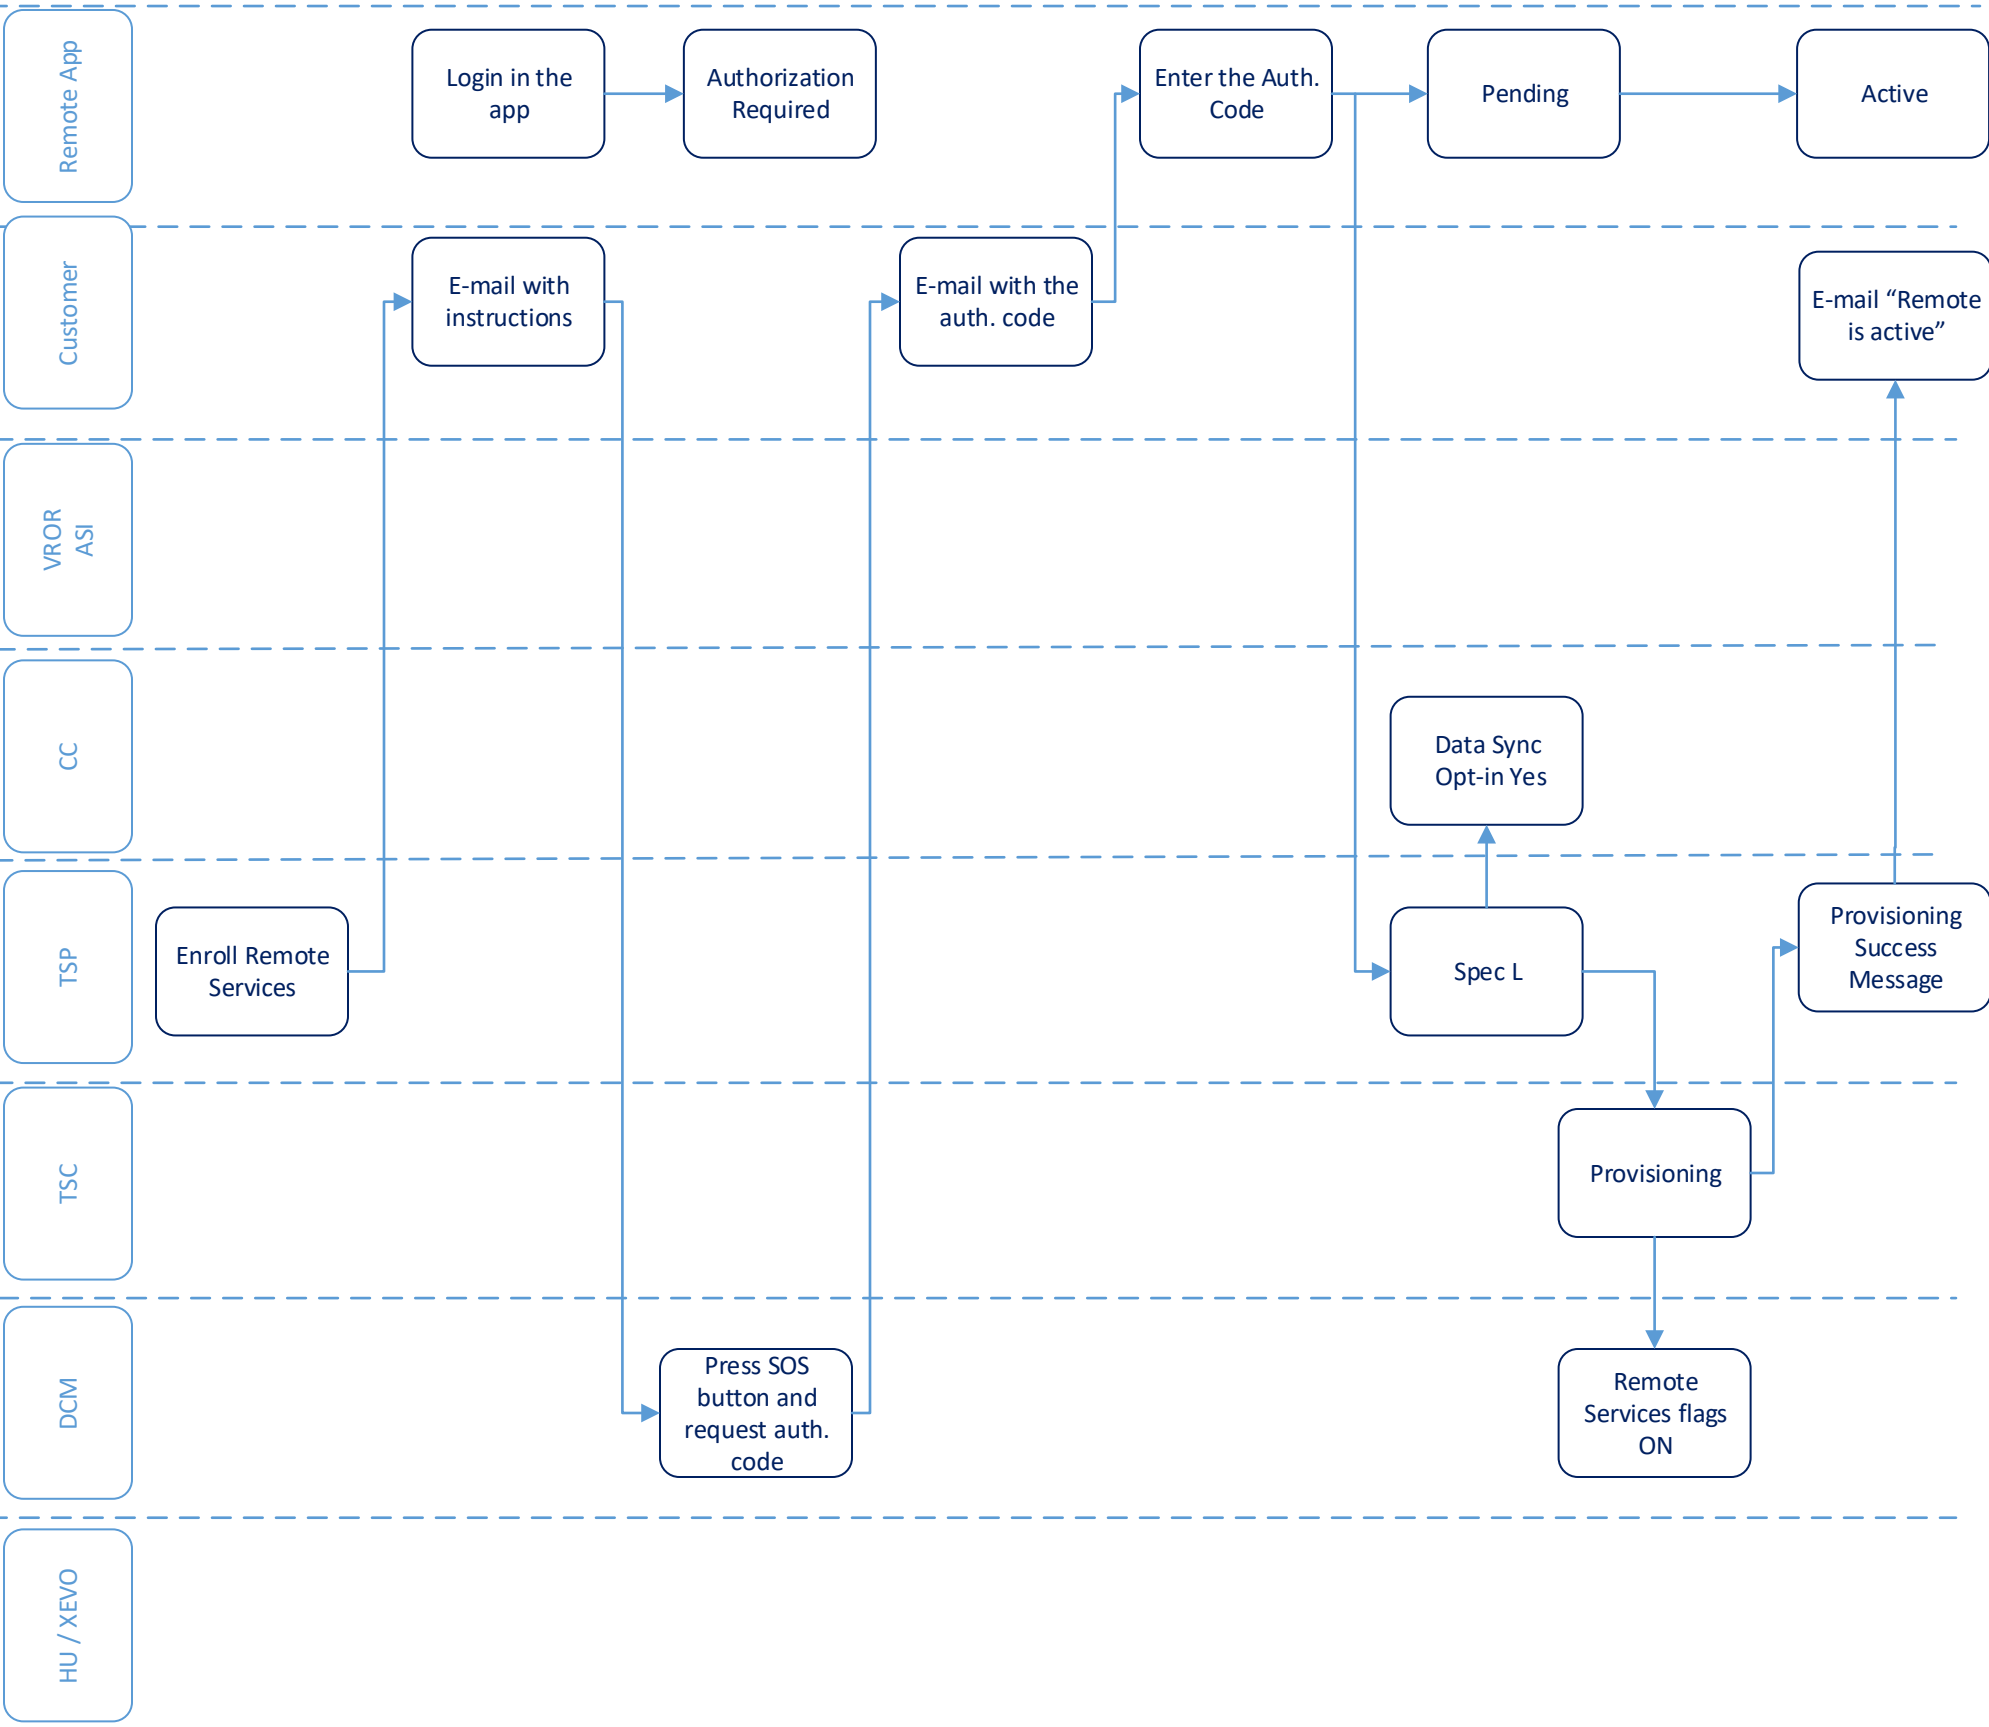 Remote App
Login in the
app
Authorization
Required
Enter the Auth.
Code
Pending
Active
Customer
E-mail with
instructions
E-mail with the
auth. code
E-mail “Remote
is active”
VROR
ASI
CC
Data Sync
Opt-in Yes
TSP
Enroll Remote
Services
Spec L
Provisioning
Success
Message
TSC
Provisioning
DCM
Press SOS
button and
request auth.
code
Remote
Services flags
ON
HU / XEVO